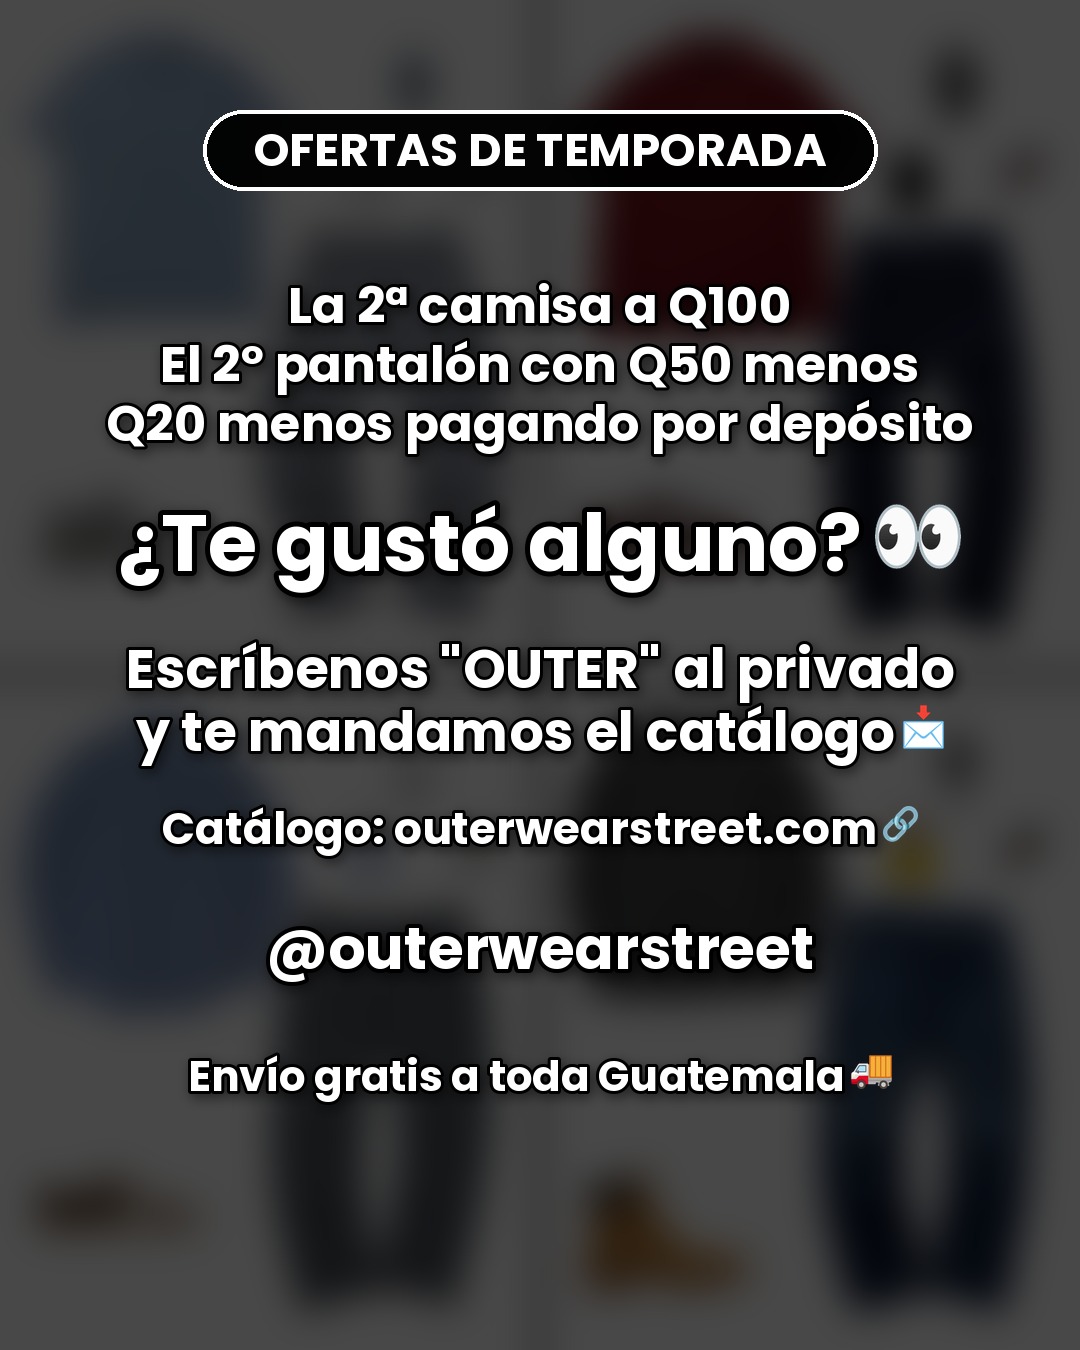 OFERTAS DE TEMPORADA
La 2ª camisa a Q100
El 2º pantalón con Q50 menos
Q20 menos pagando por depósito
¿Te gustó alguno? 👀
Escríbenos "OUTER" al privado
y te mandamos el catálogo 📩
Catálogo: outerwearstreet.com 🔗
@outerwearstreet
Envío gratis a toda Guatemala 🚚